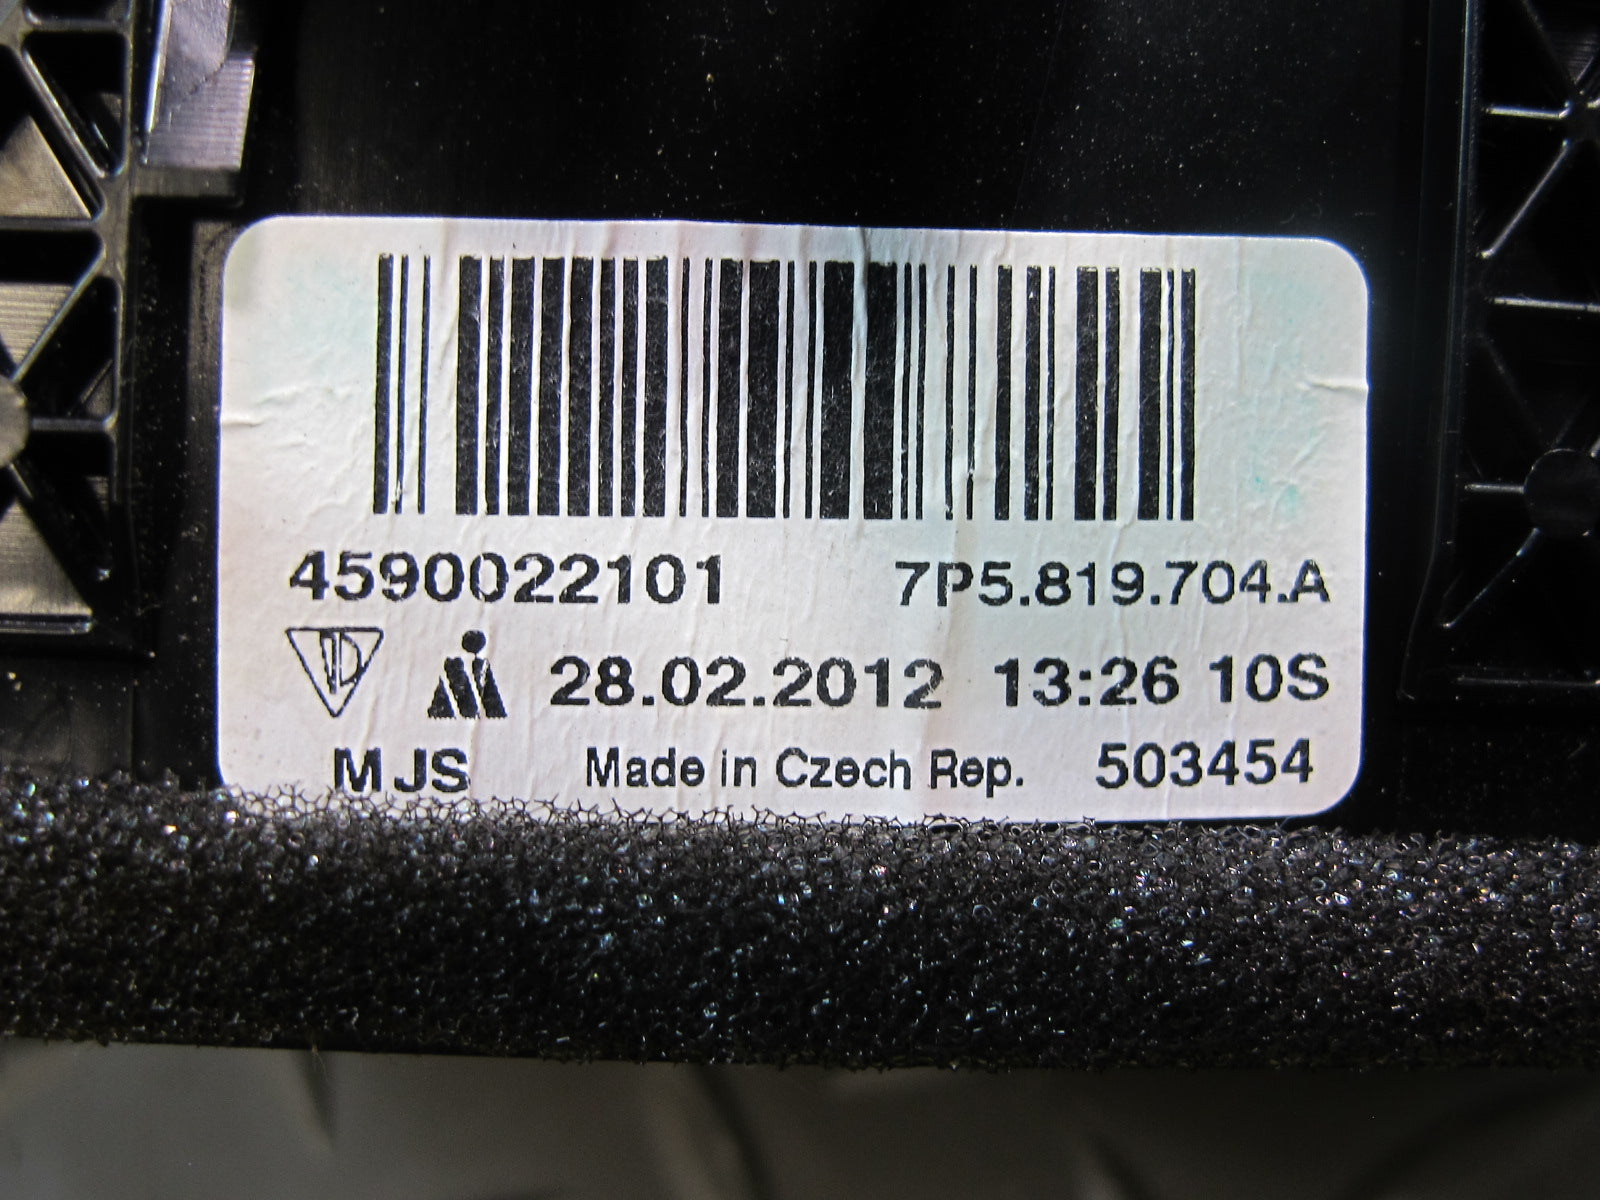 4590022101 7P5.819.704.A
28.02.2012 13:26 10S
MJS Made in Czech Rep. 503454